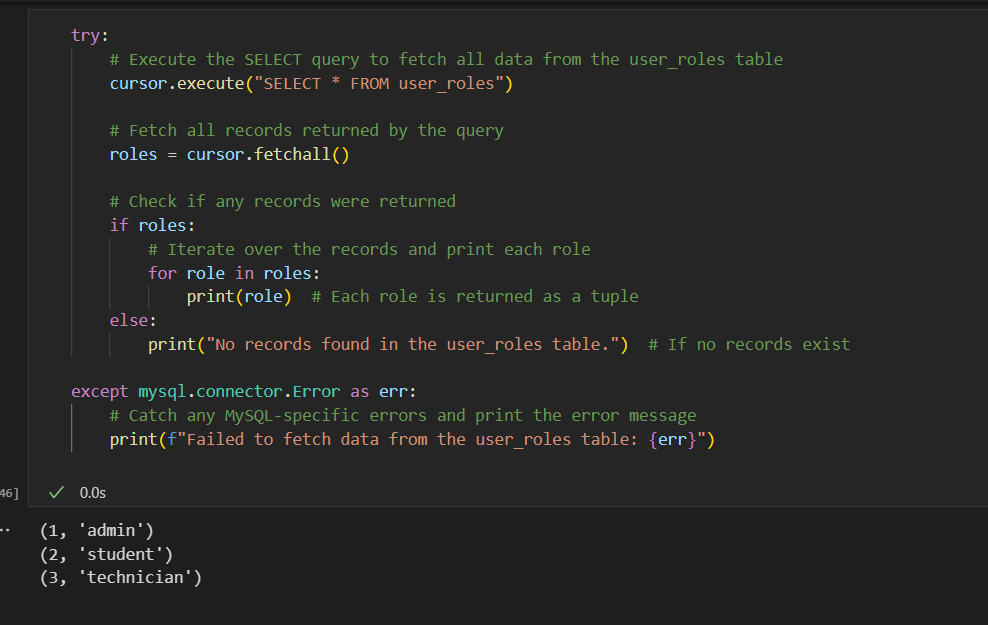 try:
    # Execute the SELECT query to fetch all data from the user_roles table
    cursor.execute("SELECT * FROM user_roles")

    # Fetch all records returned by the query
    roles = cursor.fetchall()

    # Check if any records were returned
    if roles:
        # Iterate over the records and print each role
        for role in roles:
            print(role)  # Each role is returned as a tuple
    else:
        print("No records found in the user_roles table.")  # If no records exist

except mysql.connector.Error as err:
    # Catch any MySQL-specific errors and print the error message
    print(f"Failed to fetch data from the user_roles table: {err}")
46] ✓ 0.0s
(1, 'admin')
(2, 'student')
(3, 'technician')